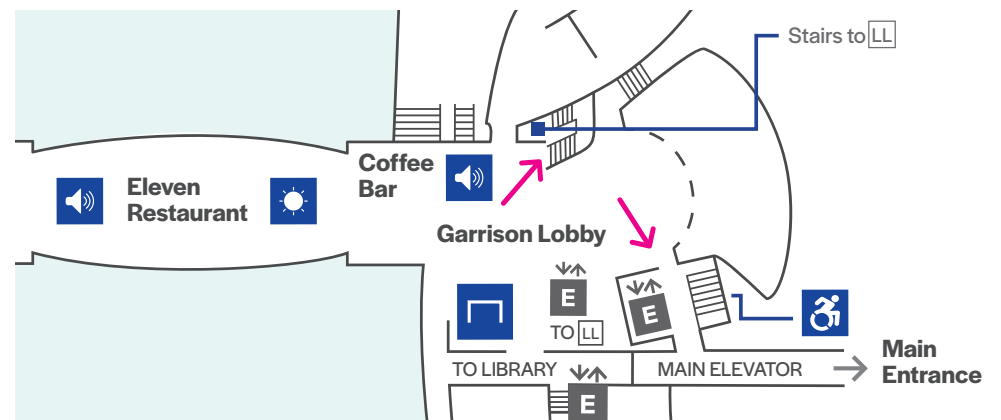 Stairs to LL
Coffee
Bar
Eleven
Restaurant
Garrison Lobby
E
E
TO LL
Main
Entrance
TO LIBRARY
MAIN ELEVATOR
E